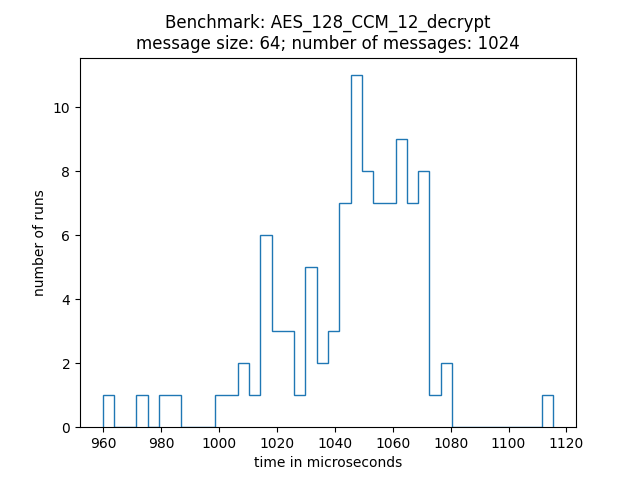 Benchmark: AES_128_CCM_12_decrypt
message size: 64; number of messages: 1024
10
8
6
4
2
0
number of runs
960 980 1000 1020 1040 1060 1080 1100 1120
time in microseconds